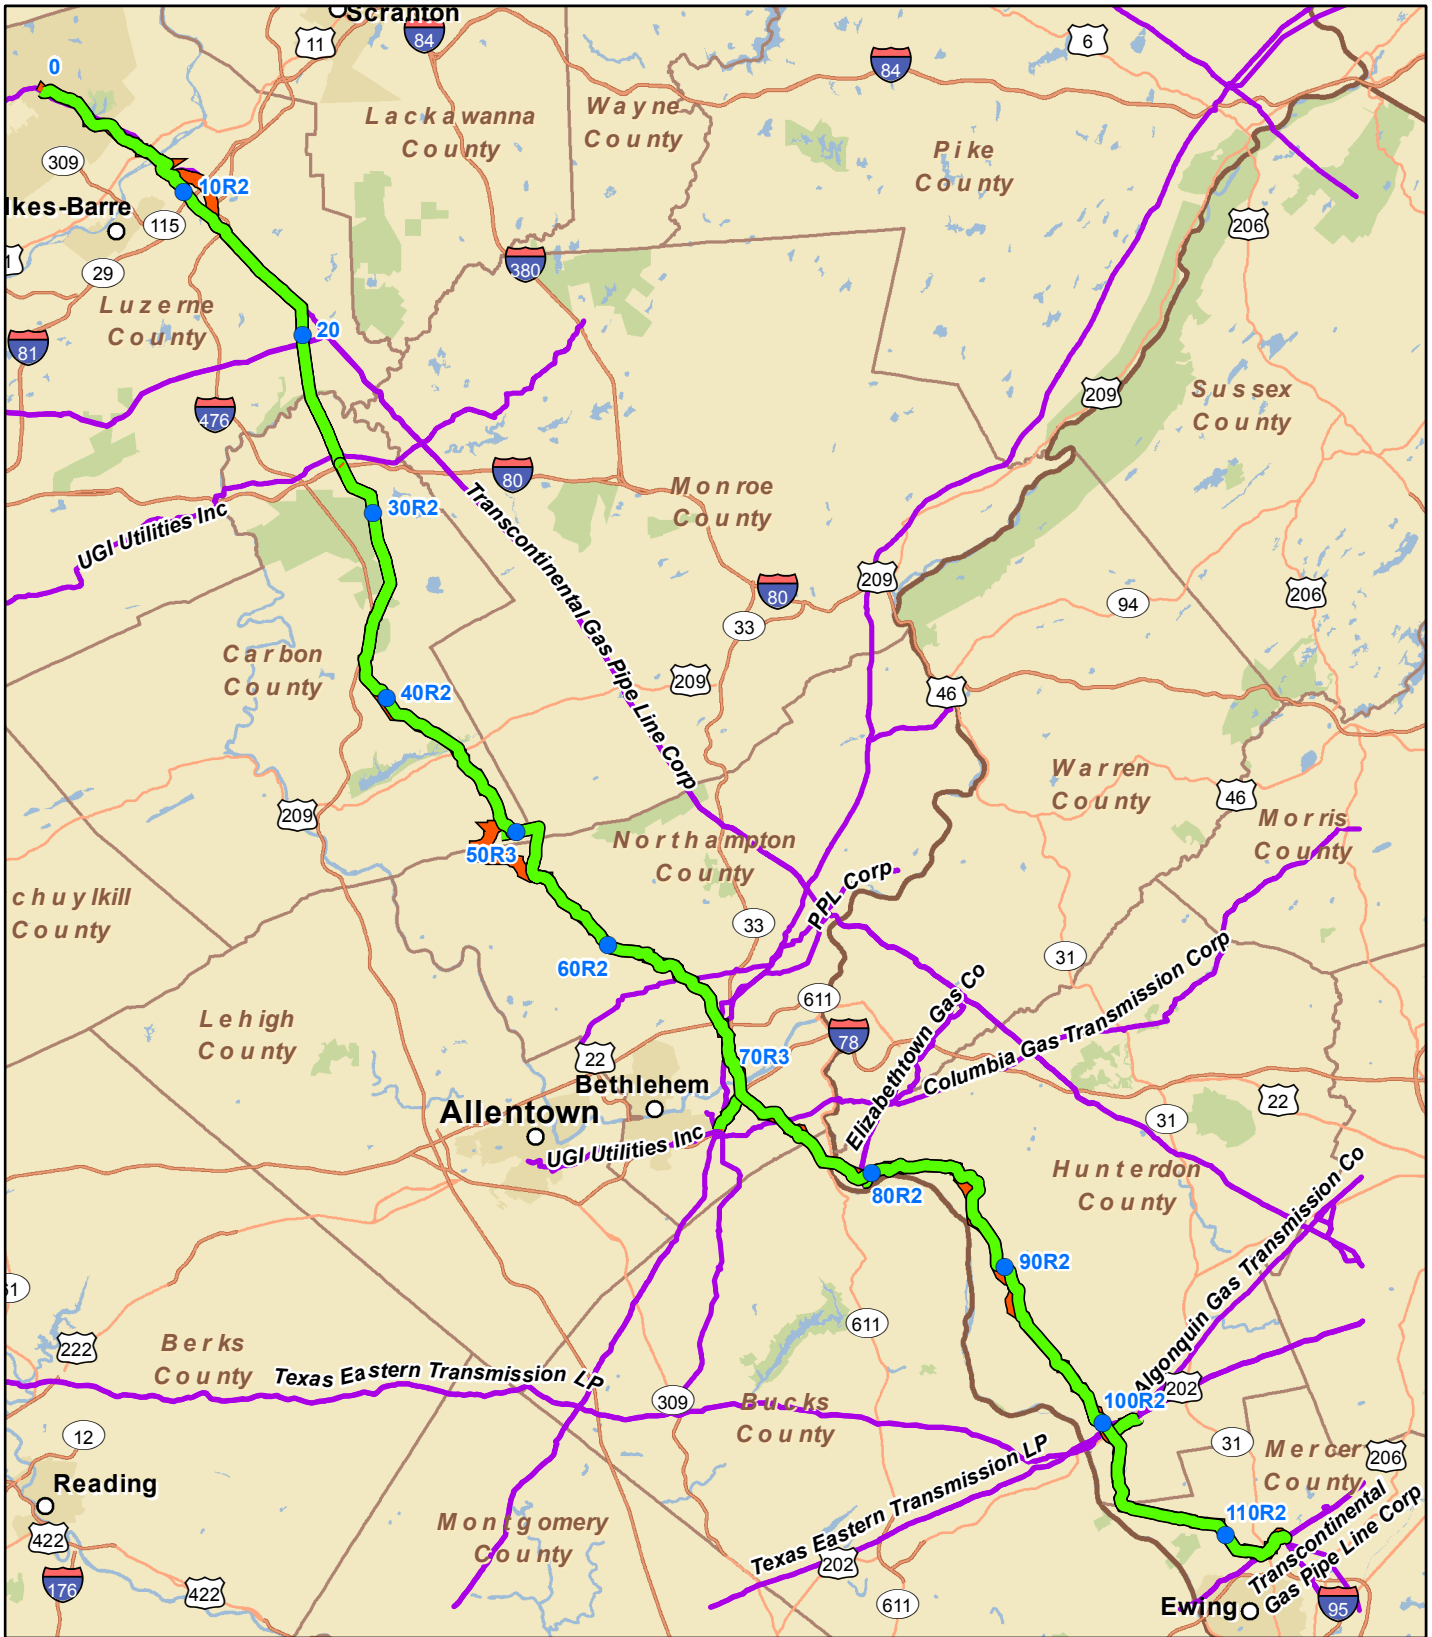 Scranton
11
84
6
0
84
Lackawanna
County
Wayne
County
Pike
County
309
10R2
lkes-Barre
115
206
1
29
380
Luzerne
County
20
81
476
209
Sussex
County
80
Monroe
County
30R2
UGI Utilities Inc
Transcontinental Gas Pipe Line Corp
209
80
94
206
33
Carbon
County
209
46
40R2
Warren
County
46
209
Morris
County
50R3
Northampton
County
PPL Corp
chuylkill
County
33
31
60R2
Columbia Gas Transmission Corp
Elizabethtown Gas Co
611
Lehigh
County
78
22
70R3
Bethlehem
22
Allentown
31
UGI Utilities Inc
Hunterdon
County
80R2
Algonquin Gas Transmission Co
90R2
61
611
222
Berks
County
Texas Eastern Transmission LP
202
309
Bucks
County
100R2
12
31
Mercer
County
206
Texas Eastern Transmission LP
Reading
110R2
Transcontinental
Gas Pipe Line Corp
422
Montgomery
County
202
176
422
611
Ewing
95